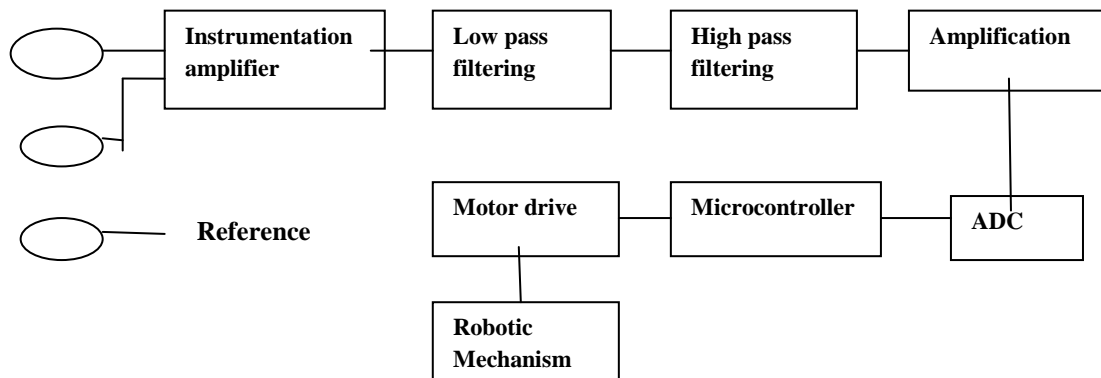 Instrumentation
amplifier
Low pass
filtering
High pass
filtering
Amplification
Motor drive
Microcontroller
ADC
Reference
Robotic
Mechanism